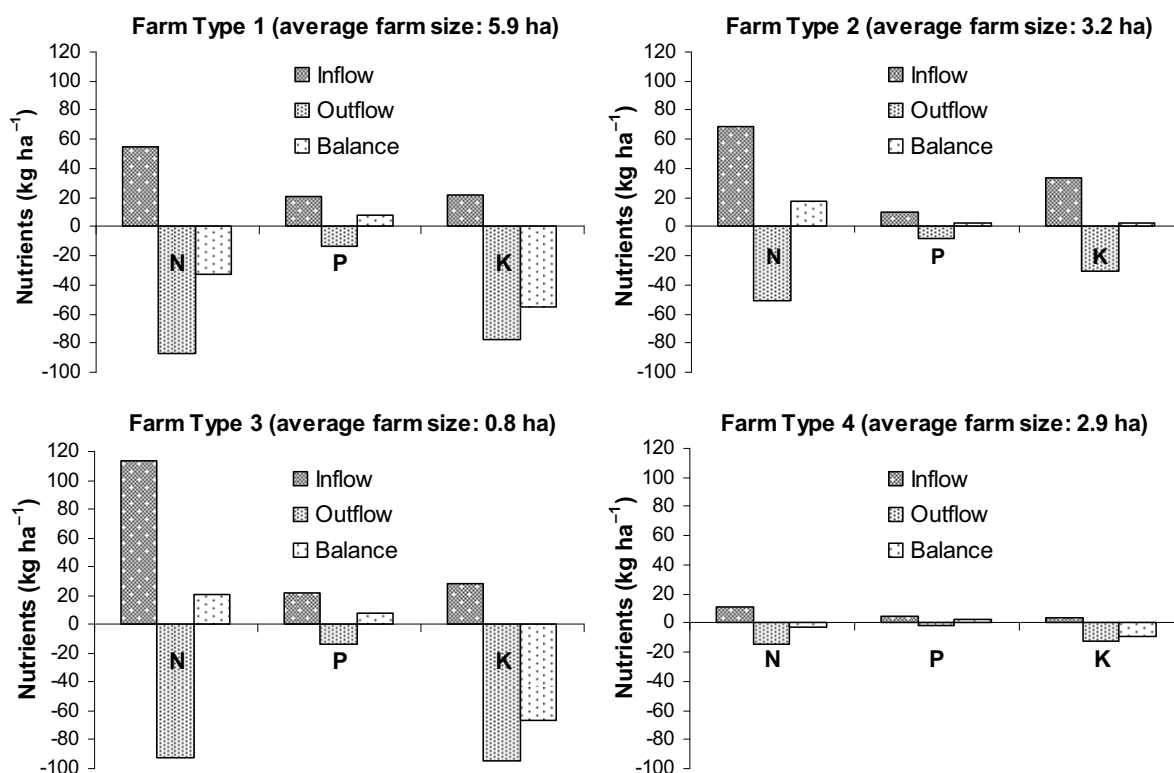 Farm Type 1 (average farm size: 5.9 ha)
120
100
80
60
40
20
0
-20
-40
-60
-80
-100
Nutrients (kg ha⁻¹)
Inflow
Outflow
Balance
N
P
K
Farm Type 2 (average farm size: 3.2 ha)
120
100
80
60
40
20
0
-20
-40
-60
-80
-100
Nutrients (kg ha⁻¹)
Inflow
Outflow
Balance
N
P
K
Farm Type 3 (average farm size: 0.8 ha)
120
100
80
60
40
20
0
-20
-40
-60
-80
-100
Nutrients (kg ha⁻¹)
Inflow
Outflow
Balance
N
P
K
Farm Type 4 (average farm size: 2.9 ha)
120
100
80
60
40
20
0
-20
-40
-60
-80
-100
Nutrients (kg ha⁻¹)
Inflow
Outflow
Balance
N
P
K